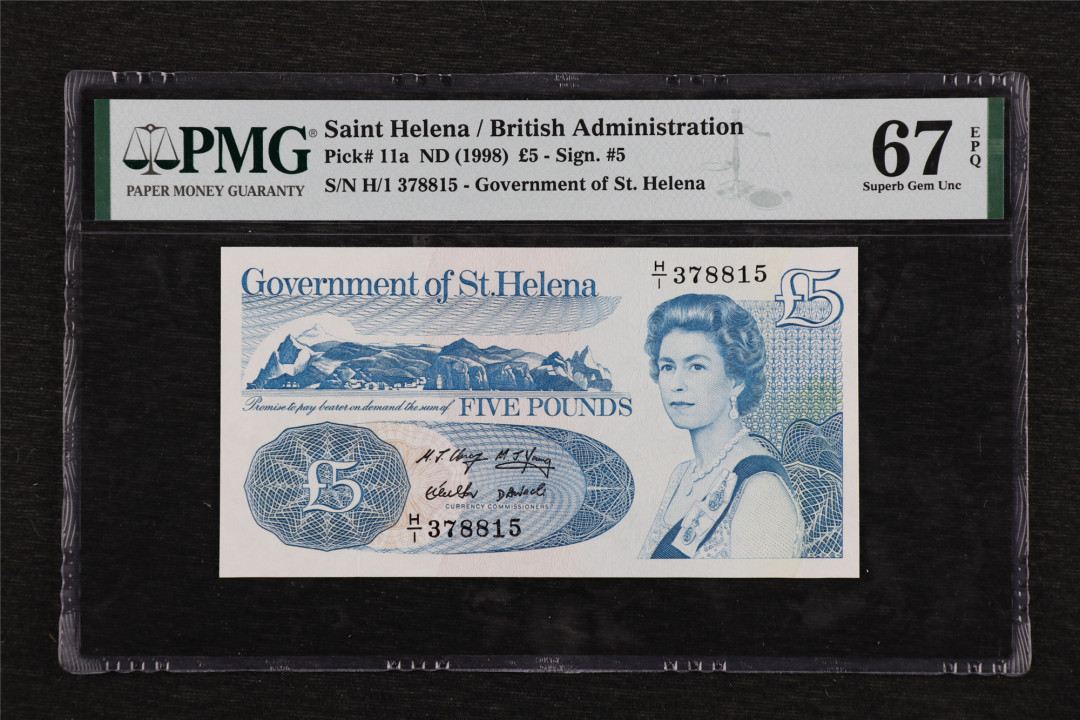 PMG®
PAPER MONEY GUARANTY
Saint Helena / British Administration
Pick# 11a ND (1998) £5 - Sign. #5
S/N H/1 378815 - Government of St. Helena
67
EPQ
Superb Gem Unc
Government of St. Helena
H/1 378815
£5
Promise to pay bearer on demand the sum of FIVE POUNDS
£5
CURRENCY COMMISSIONERS
H/1 378815